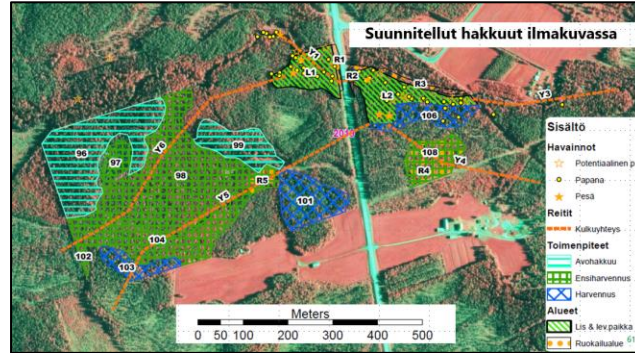 Suunnitellut hakkuut ilmakuvassa
Y1
R1
L1
R2
L2
R3
Y3
106
96
97
Y6
99
98
108
Y4
R4
R5
Y5
101
104
102
103
Meters
0 50 100 200 300 400 500
Sisältö
Havainnot
Potentiaalinen p
Papana
Pesä
Reitit
Kulkuyhteys
Toimenpiteet
Avohakkuu
Ensiharvennus
Harvennus
Alueet
Lis & lev.paikka
Ruokailualue
61